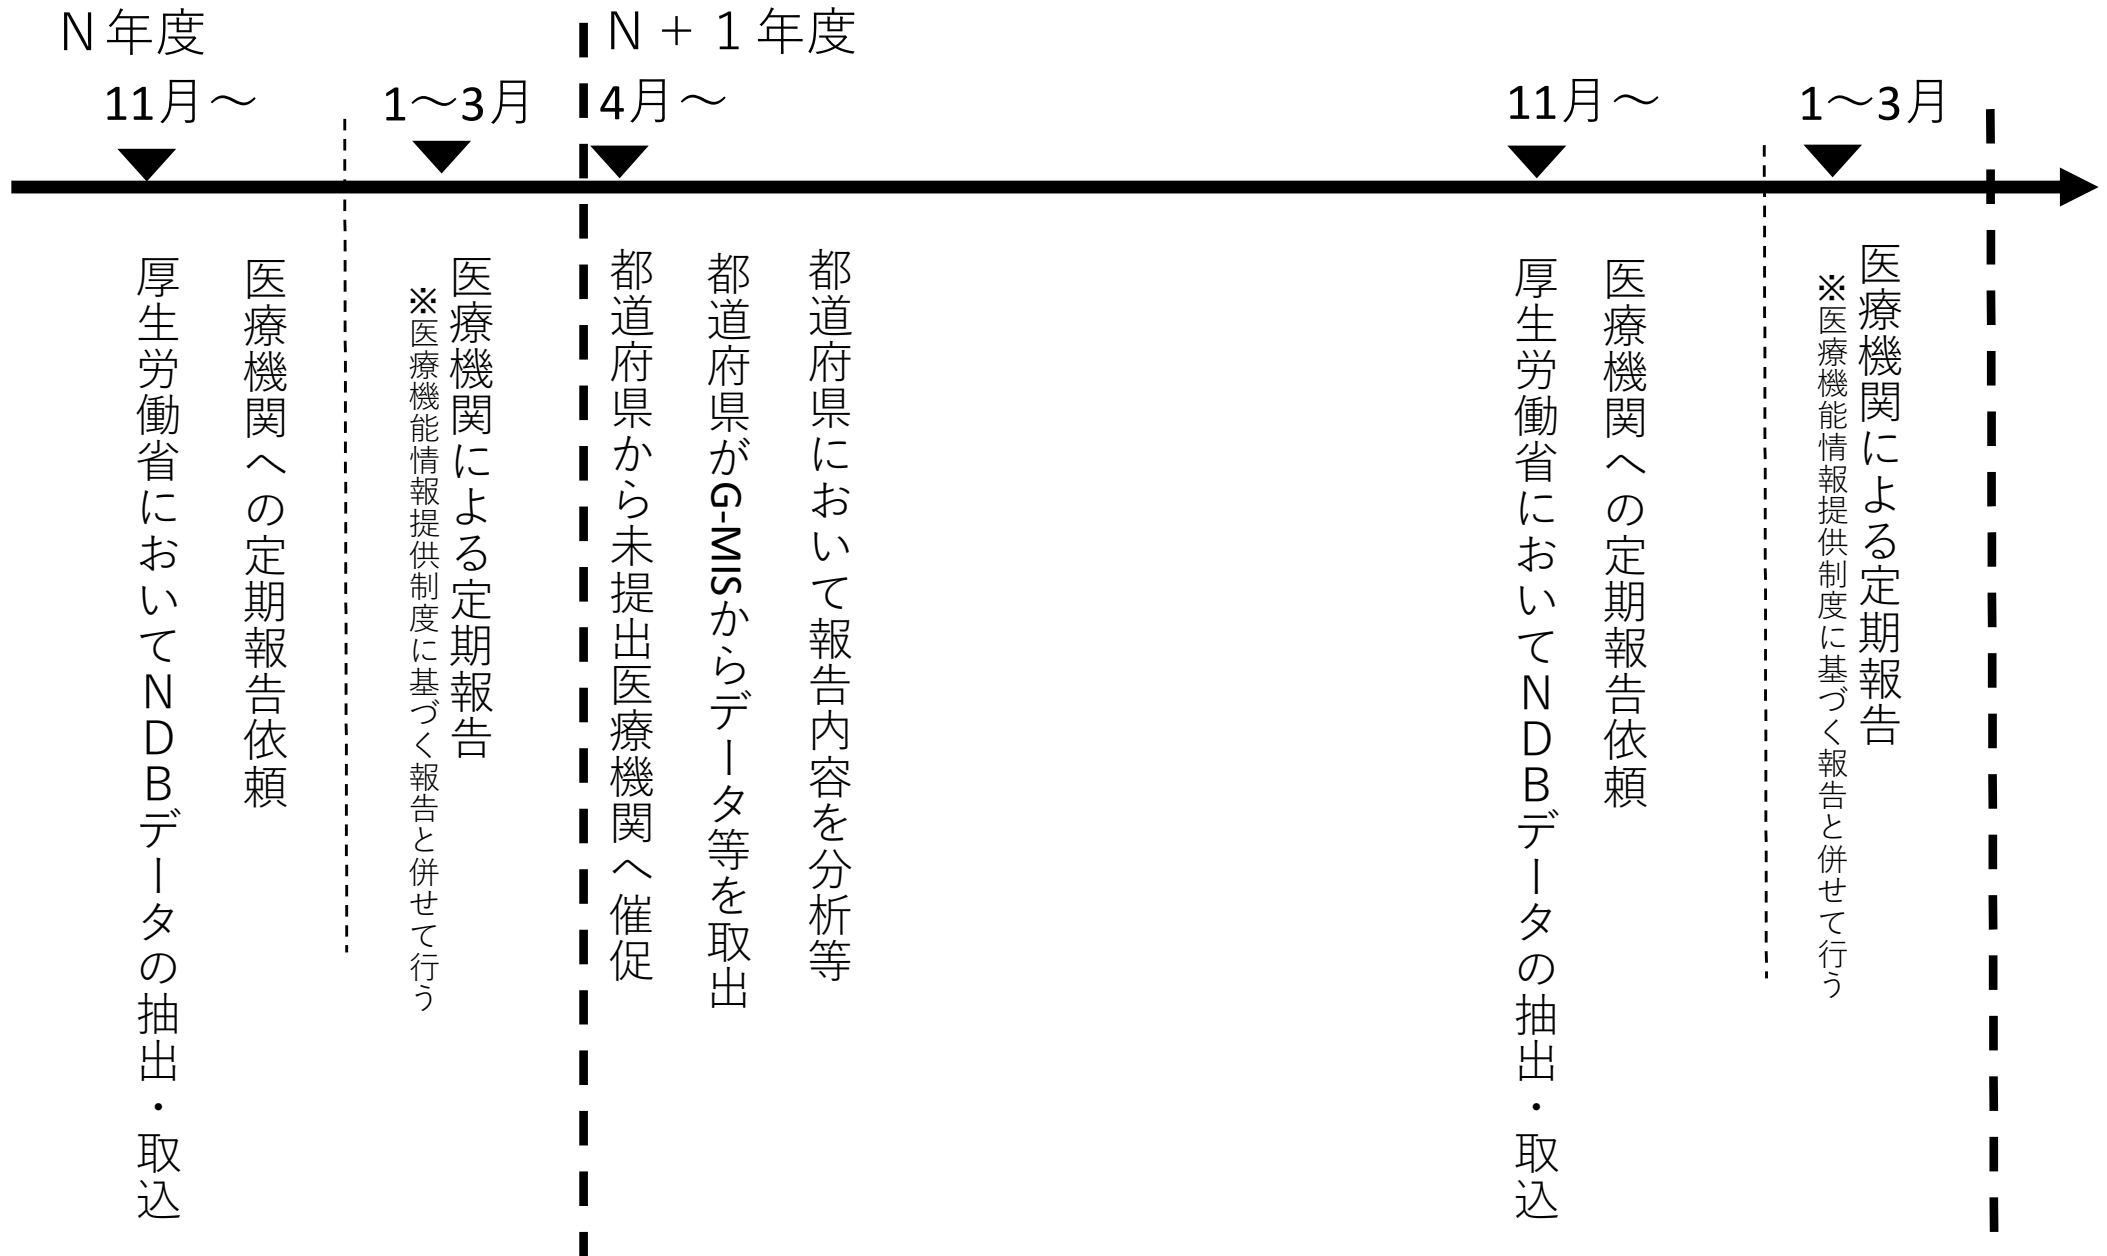 N年度
N＋1年度
11月～
1～3月
4月～
11月～
1～3月
厚生労働省においてNDBデータの抽出・取込
医療機関への定期報告依頼
医療機関による定期報告
※医療機能情報提供制度に基づく報告と併せて行う
都道府県から未提出医療機関へ催促
都道府県がG-MISからデータ等を取出
都道府県において報告内容を分析等
厚生労働省においてNDBデータの抽出・取込
医療機関への定期報告依頼
医療機関による定期報告
※医療機能情報提供制度に基づく報告と併せて行う